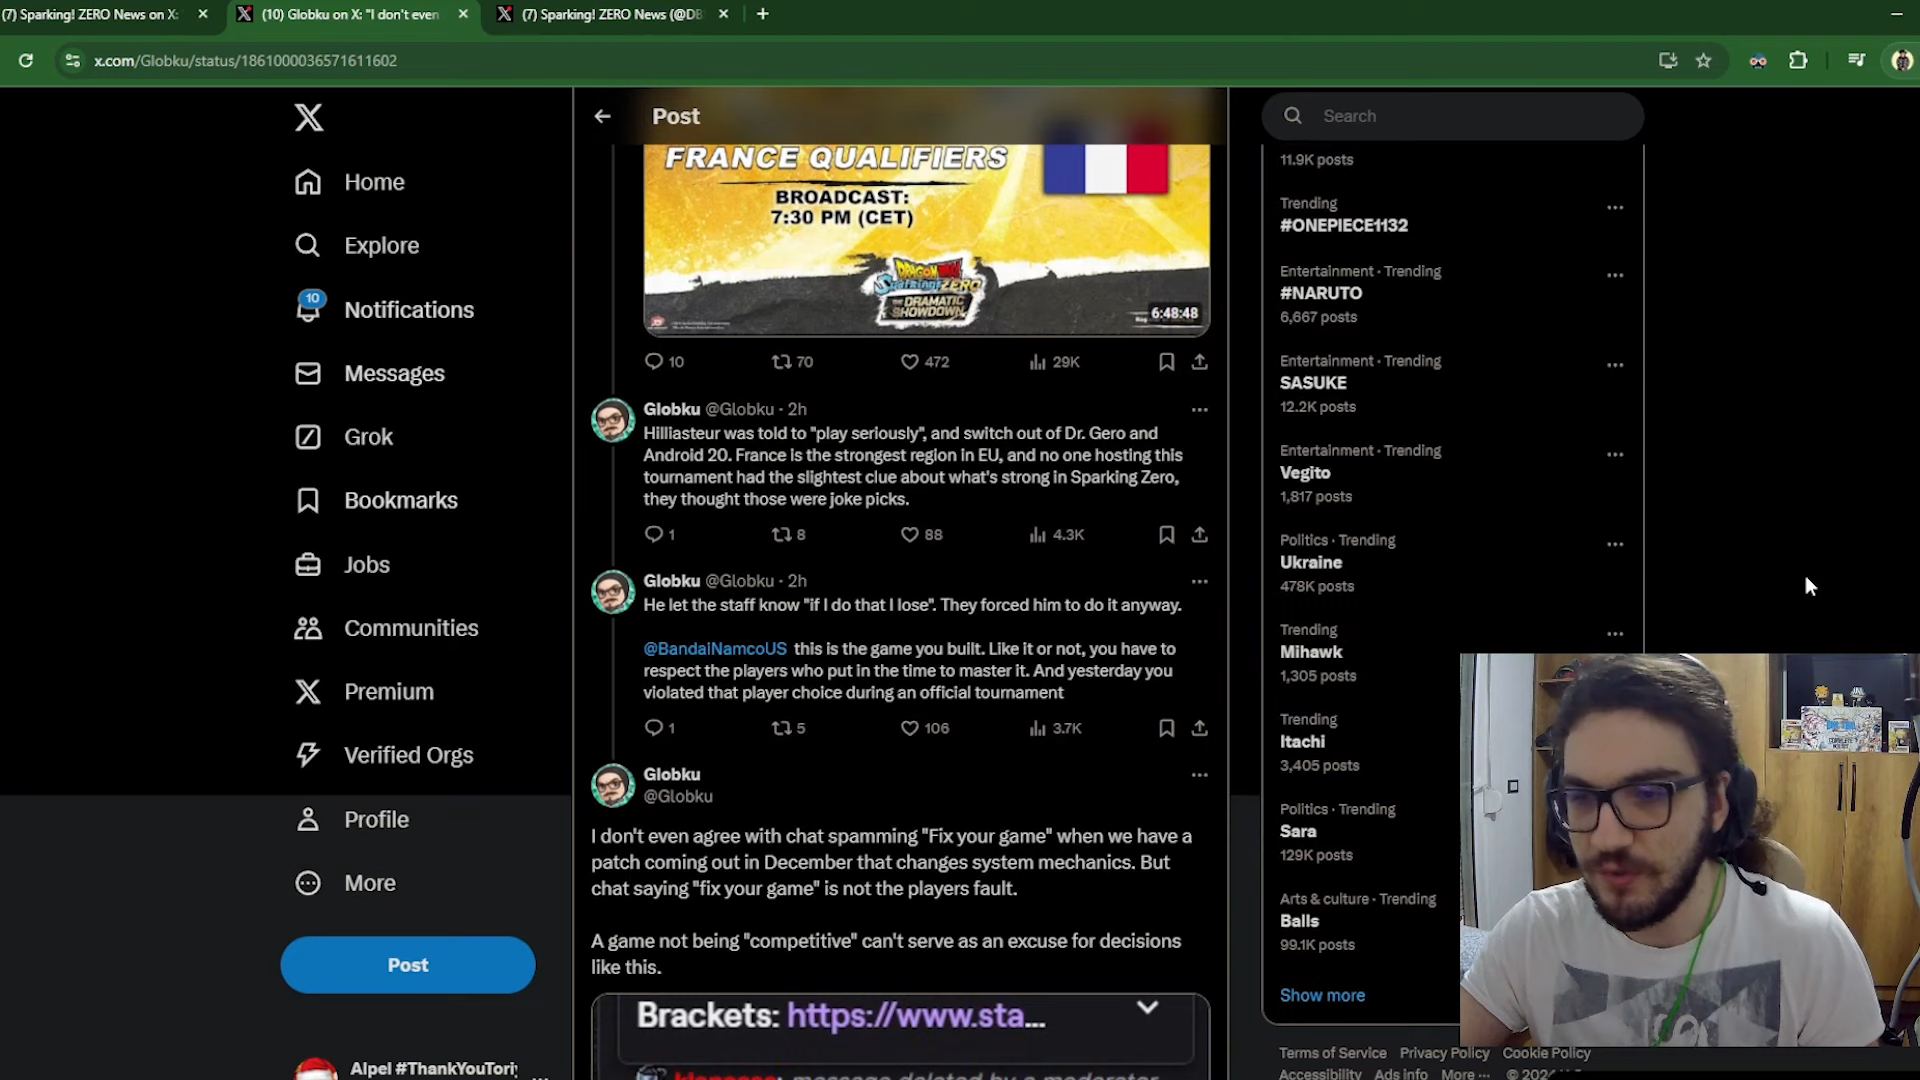 (7) Sparking! ZERO News on X:
(10) Globku on X: "I don't even
(7) Sparking! ZERO News (@DB
x.com/Globku/status/1861000036571611602
Home
Explore
10
Notifications
Messages
Grok
Bookmarks
Jobs
Communities
Premium
Verified Orgs
Profile
More
Post
Alpel #ThankYouTori
Post
FRANCE QUALIFIERS
BROADCAST:
7:30 PM (CET)
DRAGON BALL
Sparking! ZERO
THE DRAMATIC
SHOWDOWN
6:48:48
10 70 472 29K
Globku @Globku · 2h
Hilliasteur was told to "play seriously", and switch out of Dr. Gero and
Android 20. France is the strongest region in EU, and no one hosting this
tournament had the slightest clue about what's strong in Sparking Zero,
they thought those were joke picks.
1 8 88 4.3K
Globku @Globku · 2h
He let the staff know "if I do that I lose". They forced him to do it anyway.
@BandaiNamcoUS this is the game you built. Like it or not, you have to
respect the players who put in the time to master it. And yesterday you
violated that player choice during an official tournament
1 5 106 3.7K
Globku
@Globku
I don't even agree with chat spamming "Fix your game" when we have a
patch coming out in December that changes system mechanics. But
chat saying "fix your game" is not the players fault.
A game not being "competitive" can't serve as an excuse for decisions
like this.
Brackets: https://www.sta...
message deleted by a moderator
Search
11.9K posts
Trending
#ONEPIECE1132
Entertainment · Trending
#NARUTO
6,667 posts
Entertainment · Trending
SASUKE
12.2K posts
Entertainment · Trending
Vegito
1,817 posts
Politics · Trending
Ukraine
478K posts
Trending
Mihawk
1,305 posts
Trending
Itachi
3,405 posts
Politics · Trending
Sara
129K posts
Arts & culture · Trending
Balls
99.1K posts
Show more
Terms of Service Privacy Policy Cookie Policy
Accessibility Ads info More ··· © 2024